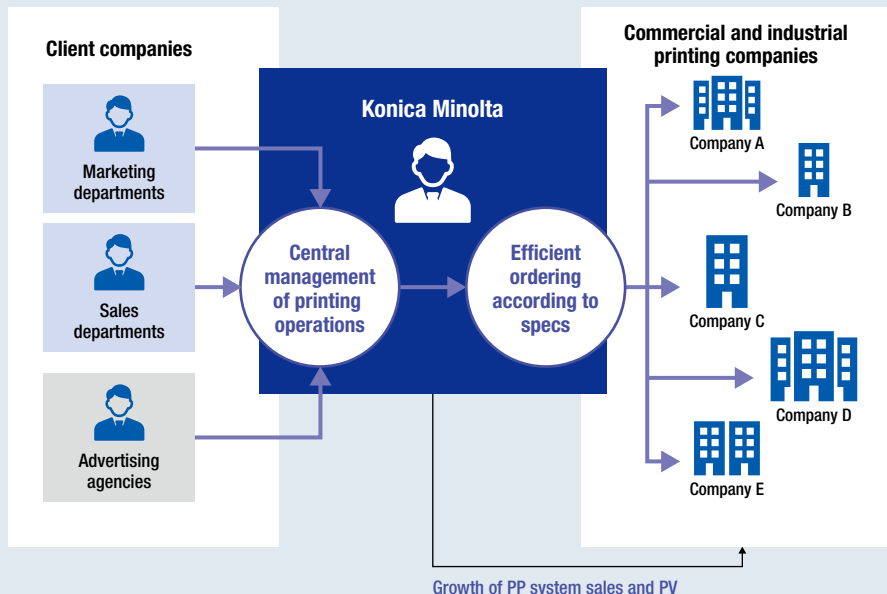 Client companies
Marketing
departments
Sales
departments
Advertising
agencies
Konica Minolta
Central
management
of printing
operations
Efficient
ordering
according to
specs
Commercial and industrial
printing companies
Company A
Company B
Company C
Company D
Company E
Growth of PP system sales and PV